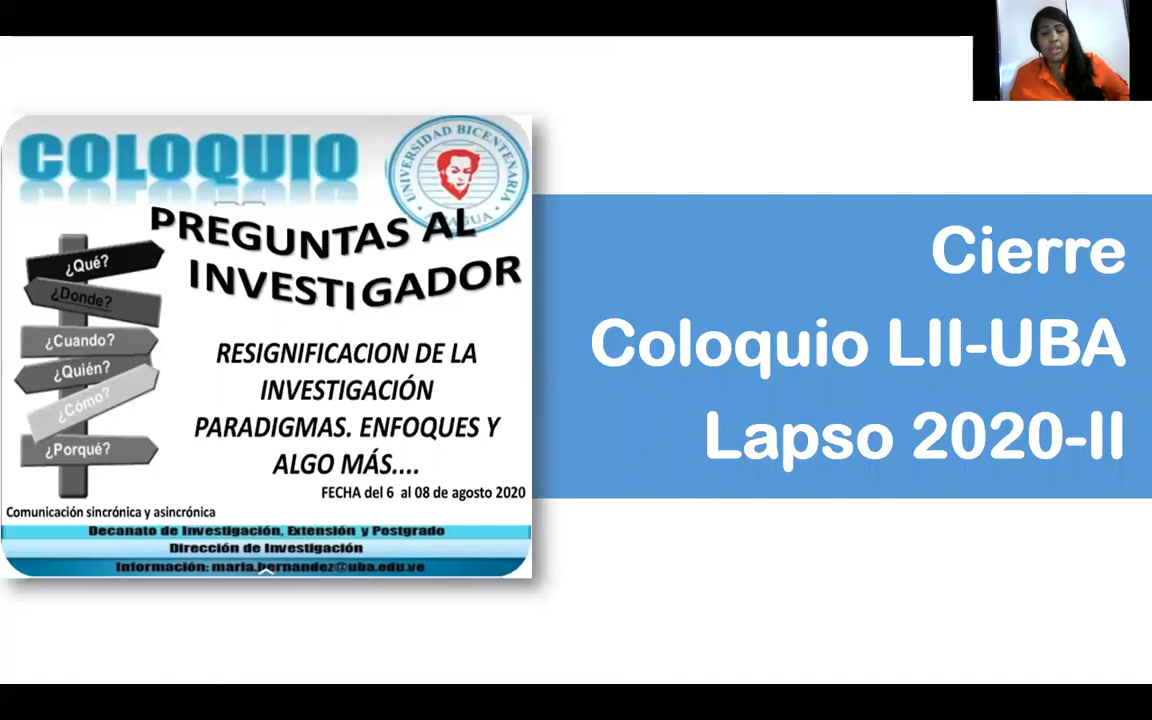 COLOQUIO
DE
PREGUNTAS AL
INVESTIGADOR
UNIVERSIDAD BICENTENARIA
ARAGUA
¿Qué?
¿Donde?
¿Cuando?
¿Quién?
¿Cómo?
¿Porqué?
RESIGNIFICACION DE LA
INVESTIGACIÓN
PARADIGMAS. ENFOQUES Y
ALGO MÁS....
FECHA del 6 al 08 de agosto 2020
Comunicación sincrónica y asincrónica
Decanato de Investigación, Extensión y Postgrado
Dirección de Investigación
Información: maria.hernandez@uba.edu.ve
Cierre
Coloquio LII-UBA
Lapso 2020-II